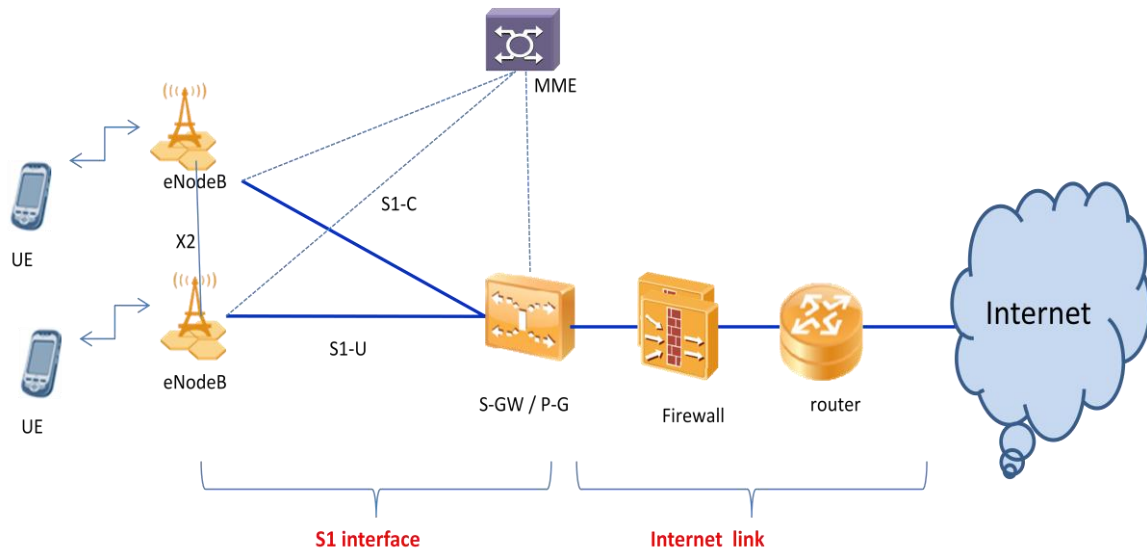 MME
eNodeB
S1-C
UE
X2
Internet
eNodeB
S1-U
UE
S-GW / P-G
Firewall
router
S1 interface
Internet link